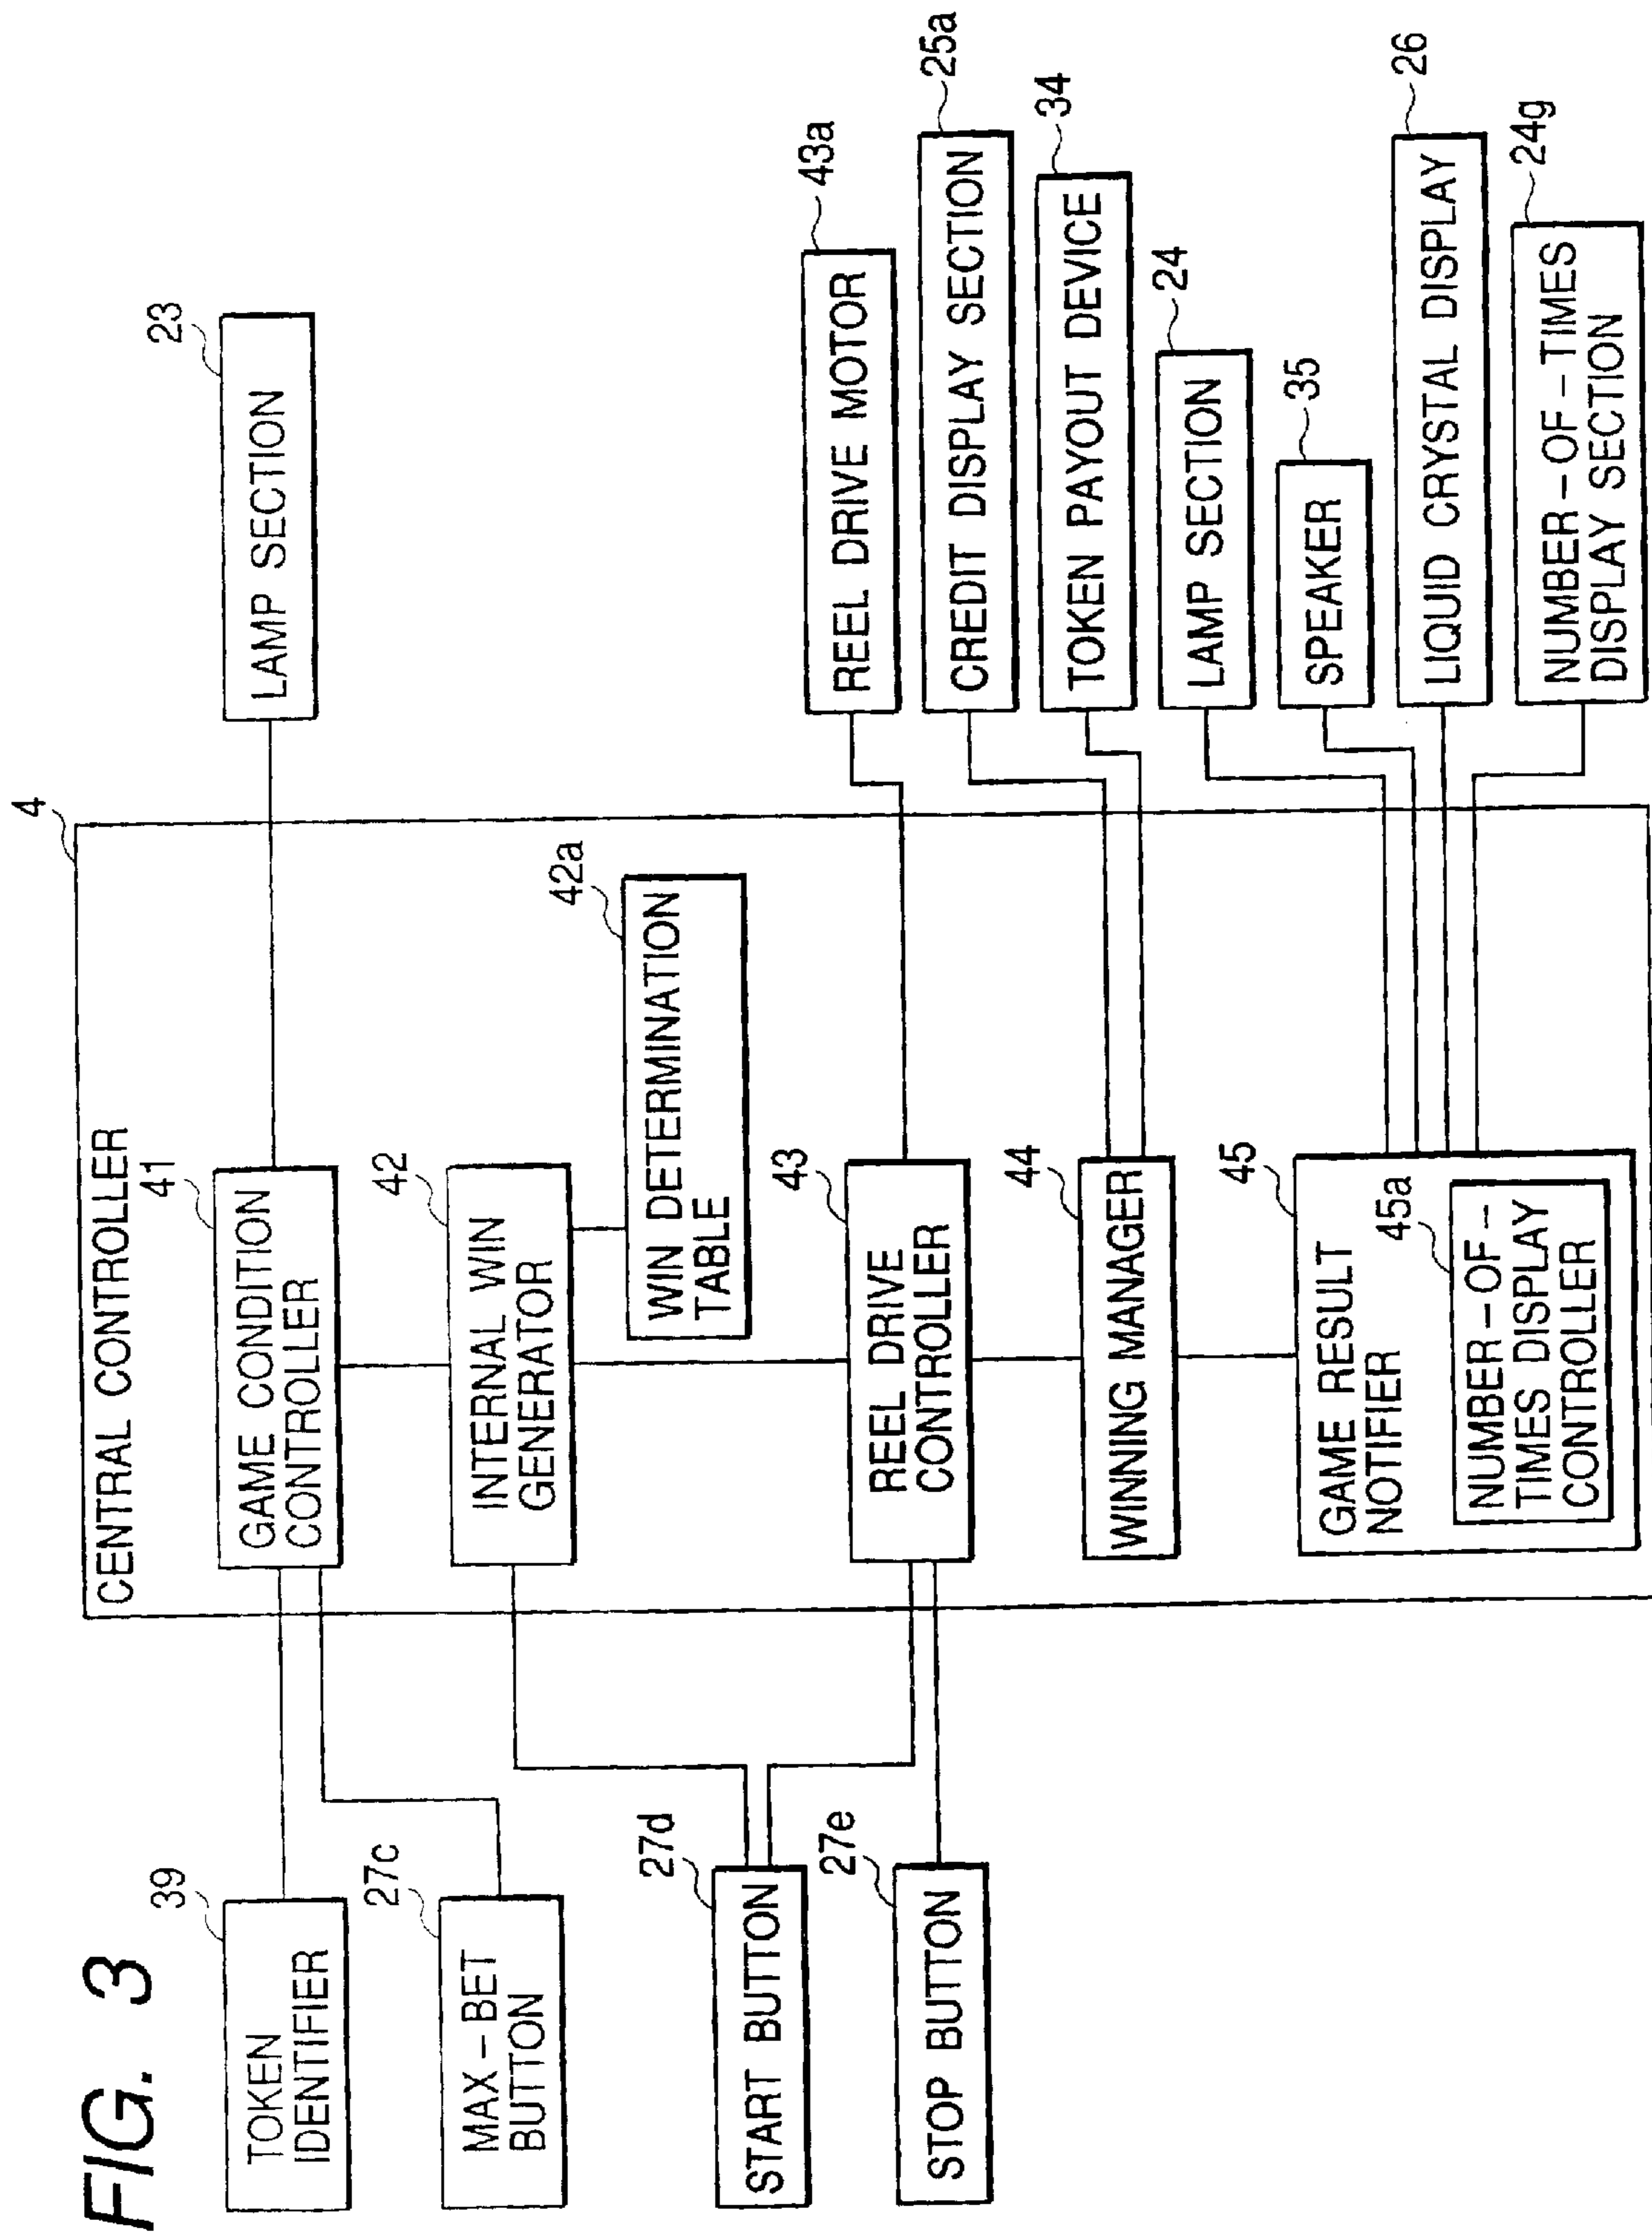 FIG. 3
39
TOKEN
IDENTIFIER
27c
MAX-BET
BUTTON
27d
START BUTTON
27e
STOP BUTTON
4
CENTRAL CONTROLLER
41
GAME CONDITION
CONTROLLER
42
INTERNAL WIN
GENERATOR
42a
WIN DETERMINATION
TABLE
43
REEL DRIVE
CONTROLLER
44
WINNING MANAGER
45
GAME RESULT
NOTIFIER
45a
NUMBER-OF-
TIMES DISPLAY
CONTROLLER
23
LAMP SECTION
43a
REEL DRIVE MOTOR
25a
CREDIT DISPLAY SECTION
34
TOKEN PAYOUT DEVICE
24
LAMP SECTION
35
SPEAKER
26
LIQUID CRYSTAL DISPLAY
24g
NUMBER-OF-TIMES
DISPLAY SECTION